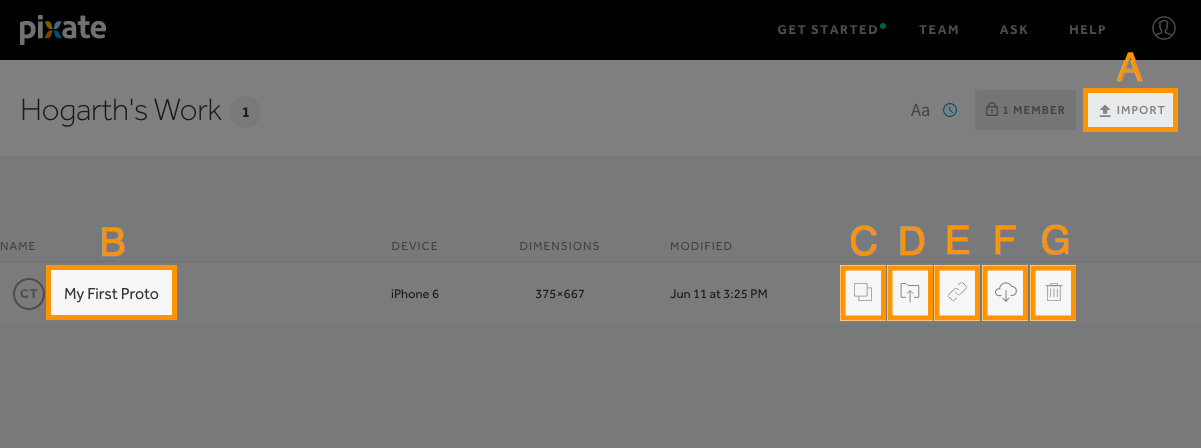 pixate
GET STARTED TEAM ASK HELP
A
Hogarth's Work 1
Aa 1 MEMBER IMPORT
B C D E F G
NAME DEVICE DIMENSIONS MODIFIED
CT My First Proto iPhone 6 375×667 Jun 11 at 3:25 PM